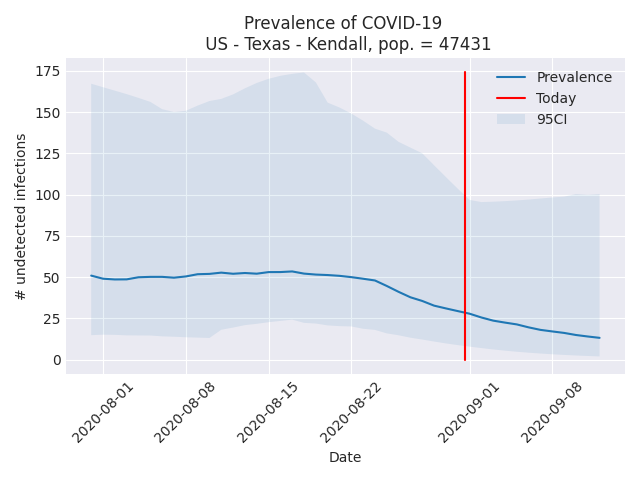 Prevalence of COVID-19
US - Texas - Kendall, pop. = 47431
Prevalence
Today
95CI
# undetected infections
175
150
125
100
75
50
25
0
2020-08-01
2020-08-08
2020-08-15
2020-08-22
2020-09-01
2020-09-08
Date